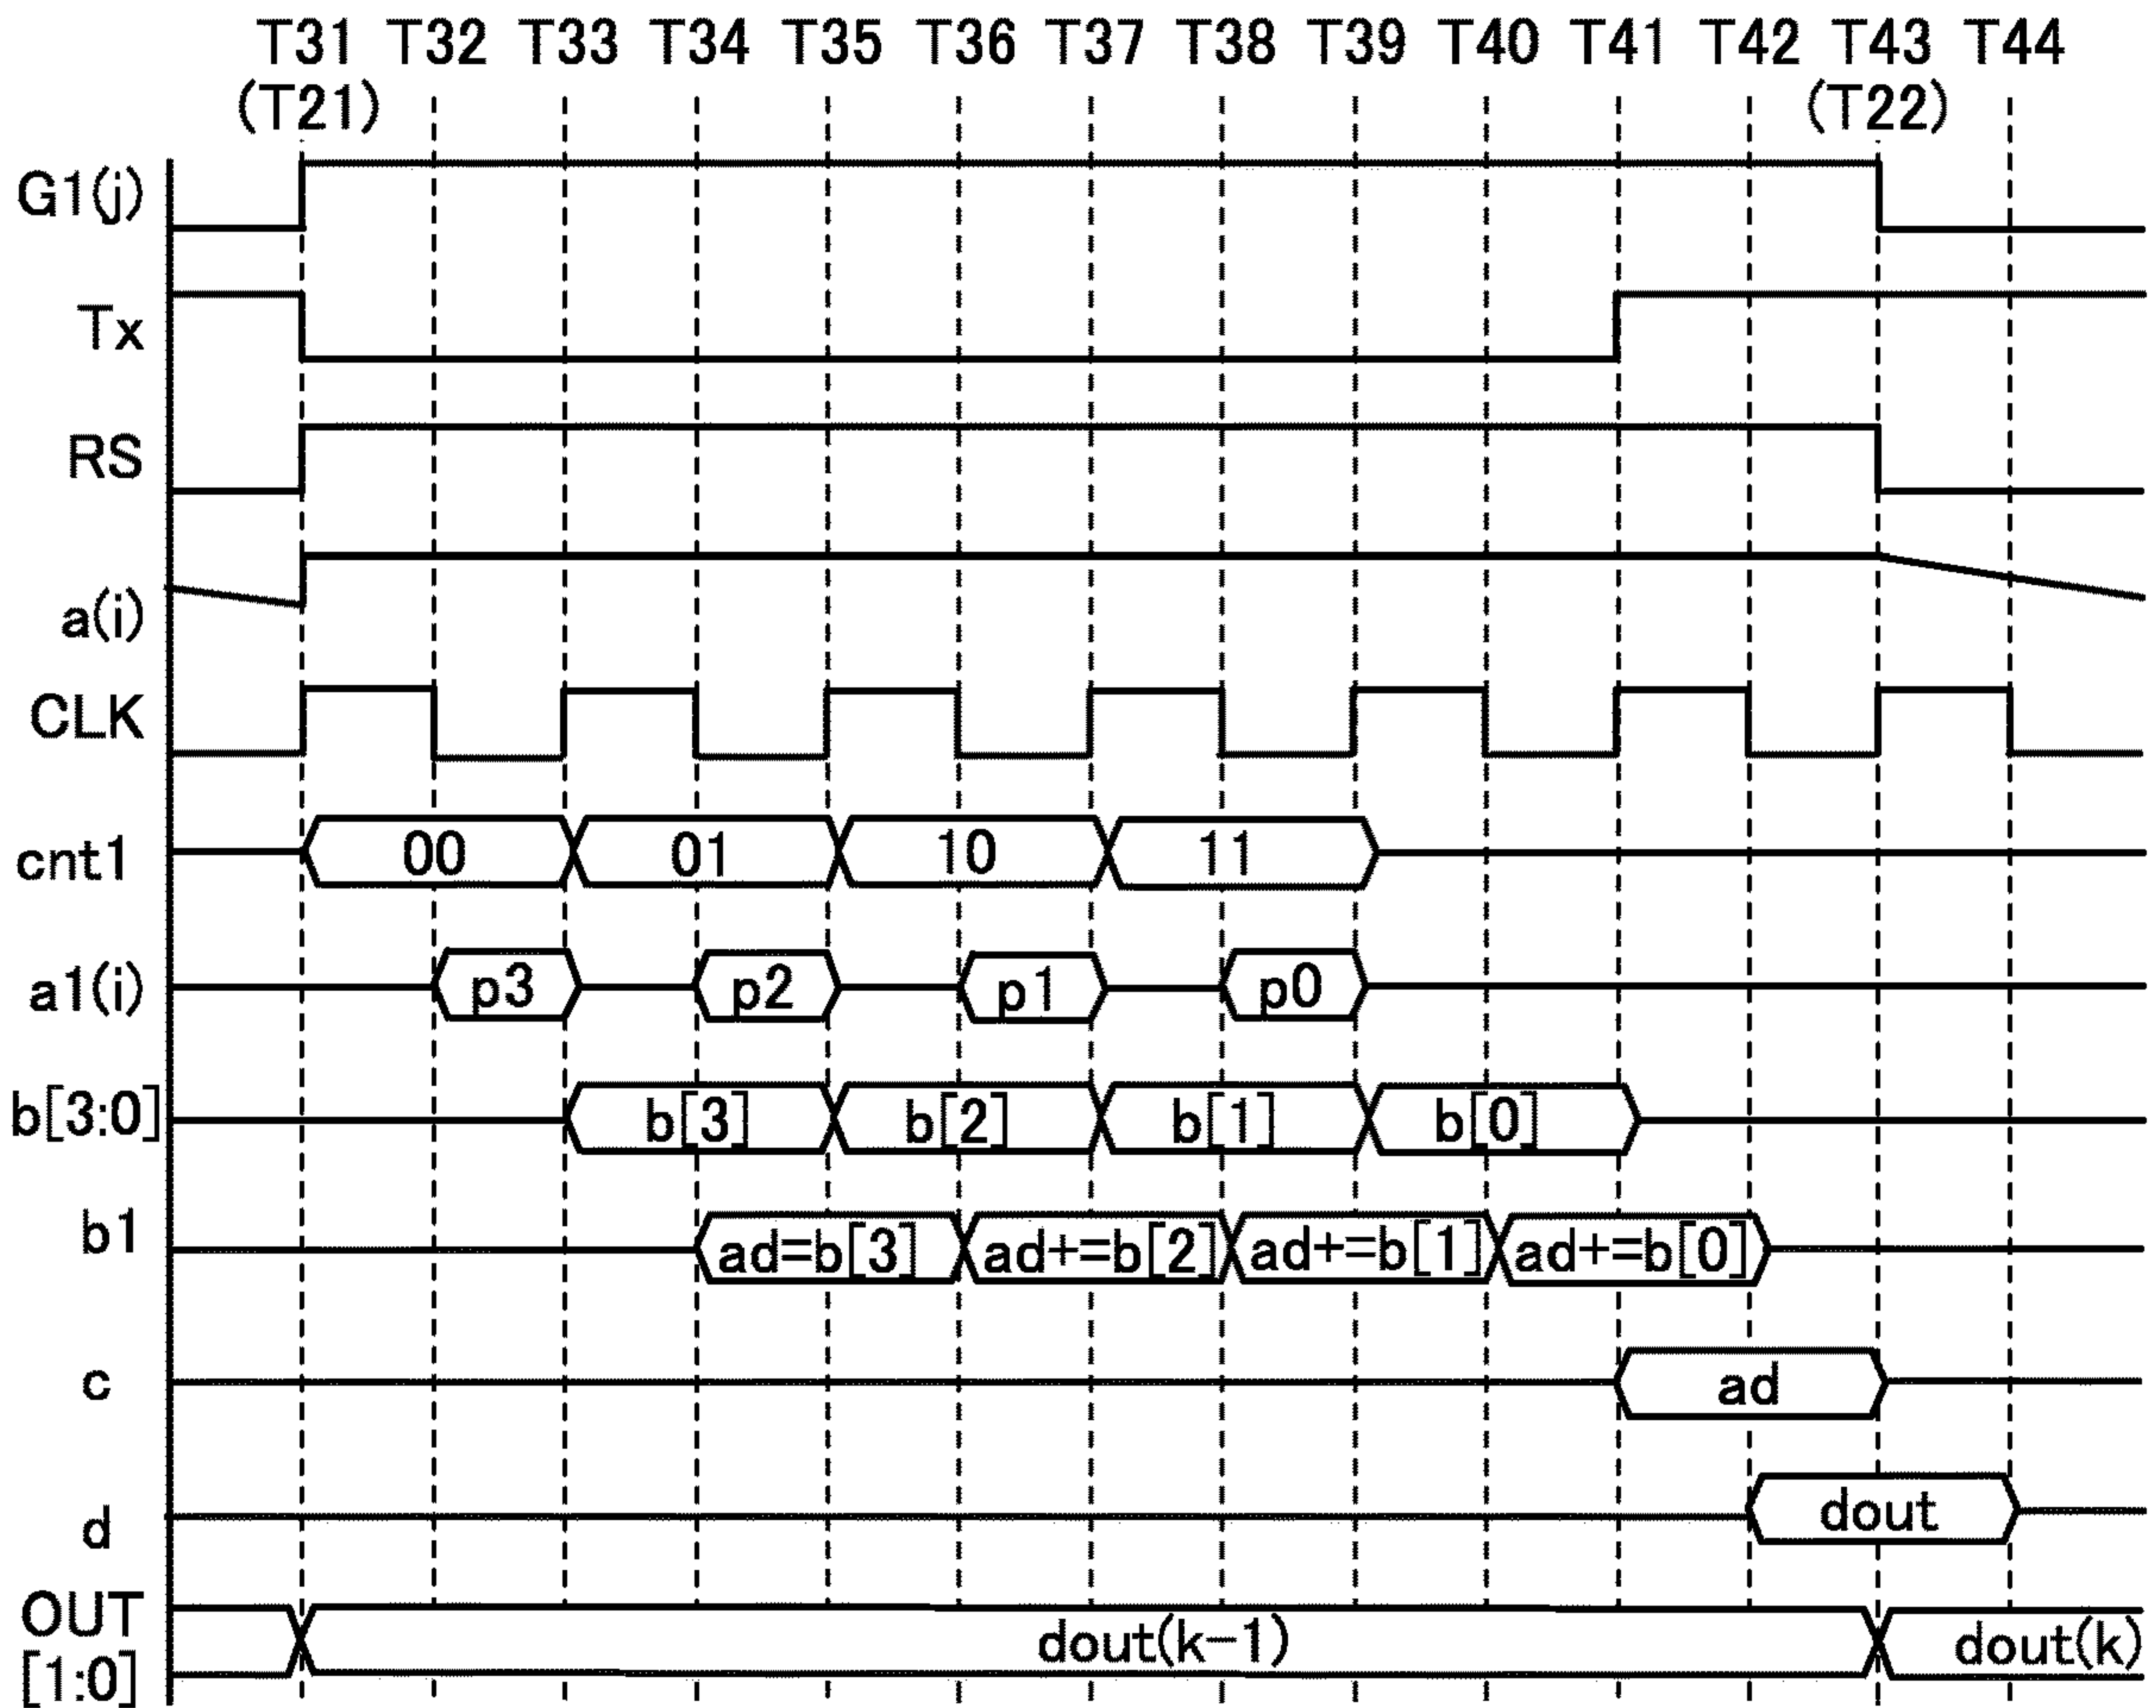 T31 T32 T33 T34 T35 T36 T37 T38 T39 T40 T41 T42 T43 T44
(T21) (T22)
G1(j)
Tx
RS
a(i)
CLK
cnt1 00 01 10 11
a1(i) p3 p2 p1 p0
b[3:0] b[3] b[2] b[1] b[0]
b1 ad=b[3] ad+=b[2] ad+=b[1] ad+=b[0]
c ad
d dout
OUT
[1:0] dout(k-1) dout(k)